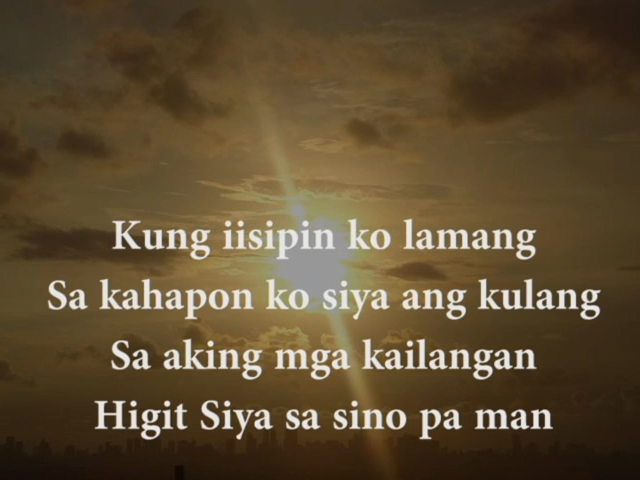 Kung iisipin ko lamang
Sa kahapon ko siya ang kulang
Sa aking mga kailangan
Higit Siya sa sino pa man